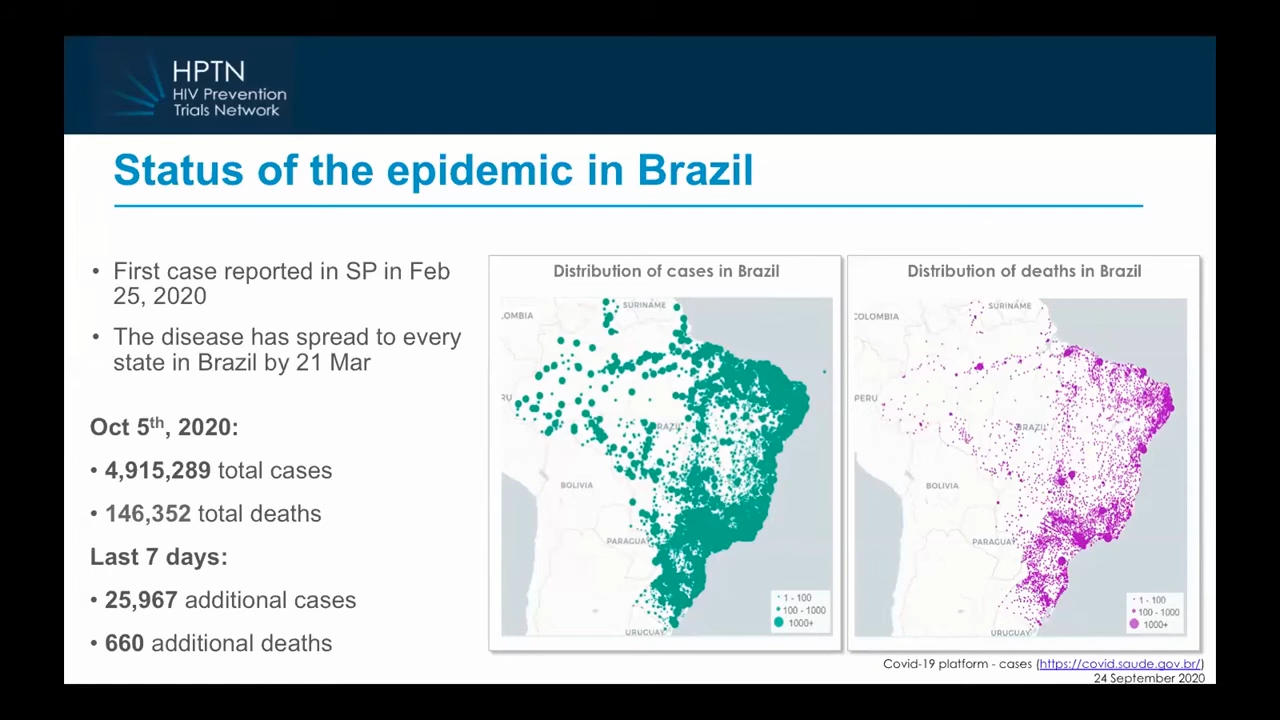 HPTN
HIV Prevention
Trials Network
Status of the epidemic in Brazil
• First case reported in SP in Feb
25, 2020
• The disease has spread to every
state in Brazil by 21 Mar
Oct 5th, 2020:
• 4,915,289 total cases
• 146,352 total deaths
Last 7 days:
• 25,967 additional cases
• 660 additional deaths
Distribution of cases in Brazil
SURINAME
OMBIA
RU
BRAZIL
BOLIVIA
PARAGUAY
URUGUAY
1 - 100
100 - 1000
1000+
Distribution of deaths in Brazil
SURINAME
COLOMBIA
PERU
BRAZIL
BOLIVIA
PARAGUAY
URUGUAY
1 - 100
100 - 1000
1000+
Covid-19 platform - cases (https://covid.saude.gov.br/)
24 September 2020